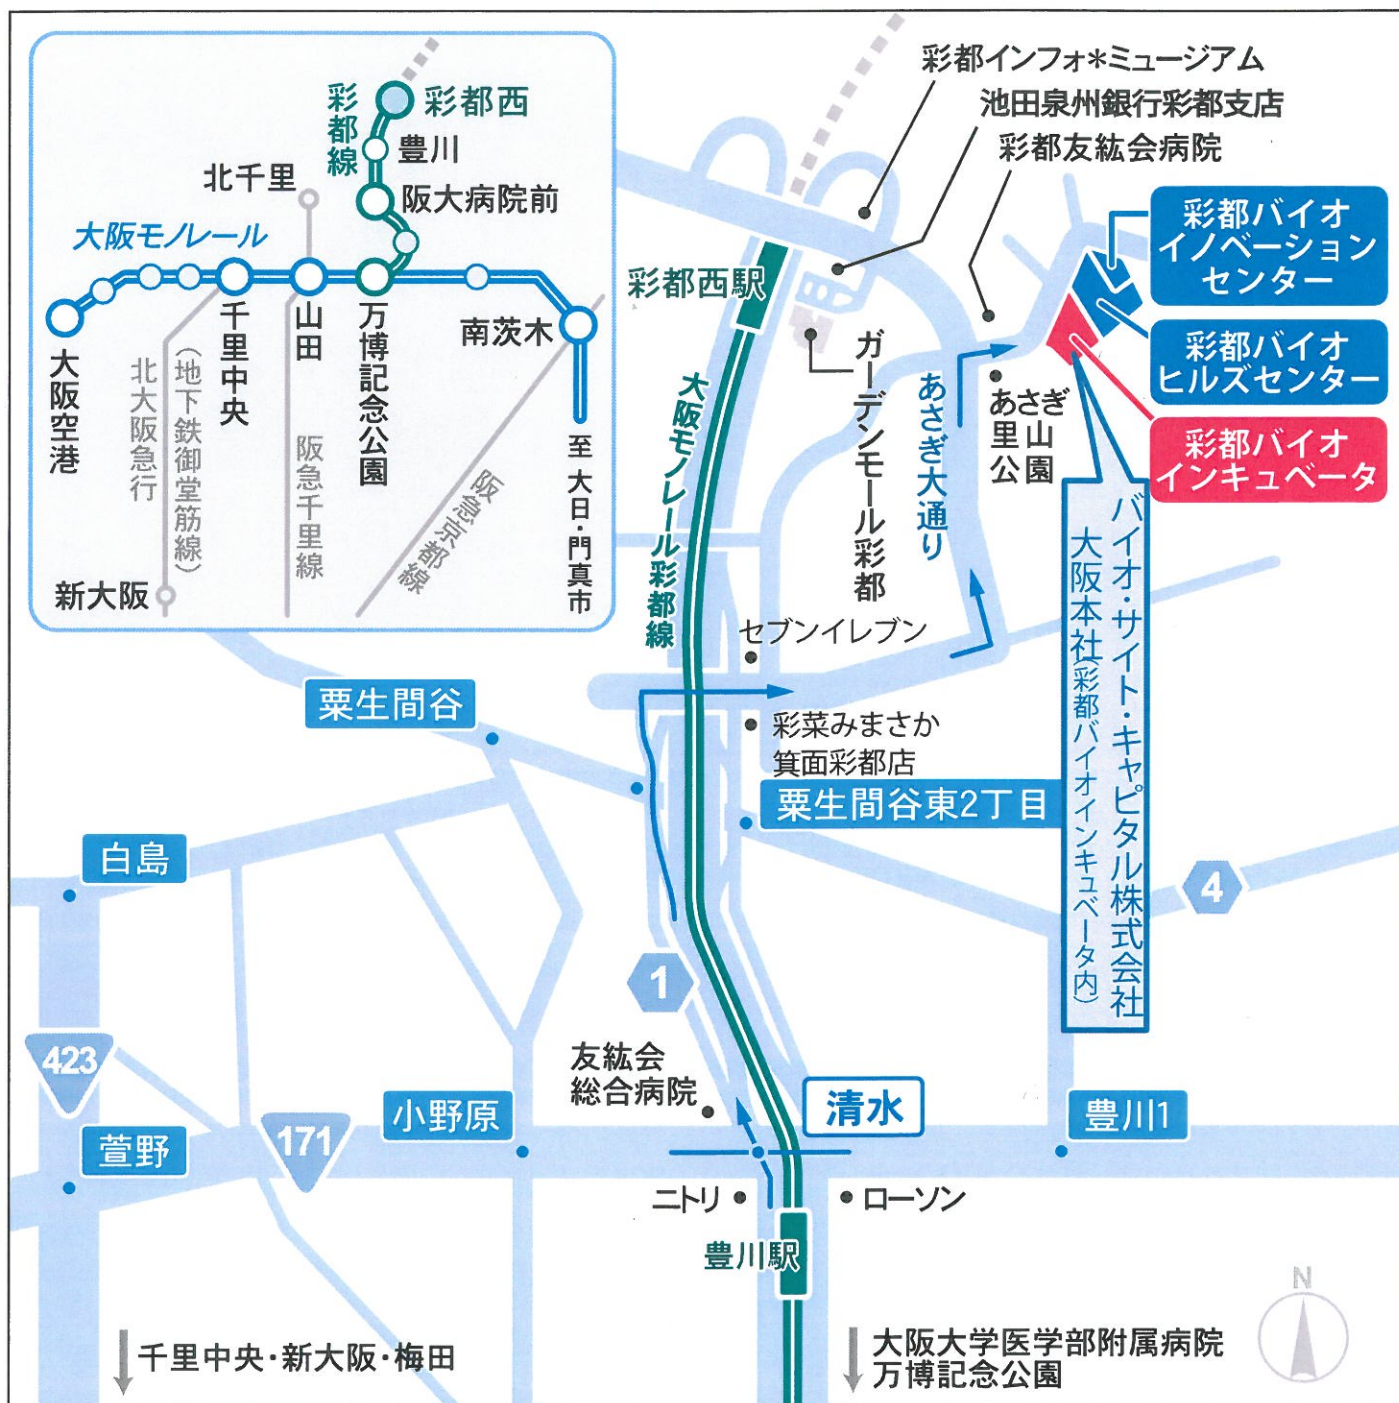 彩都線
彩都西
豊川
阪大病院前
北千里
大阪モノレール
大阪空港
千里中央
山田
万博記念公園
南茨木
北大阪急行
(地下鉄御堂筋線)
阪急千里線
阪急京都線
至 大日・門真市
新大阪
彩都インフォ*ミュージアム
池田泉州銀行彩都支店
彩都友紘会病院
彩都バイオ
イノベーション
センター
彩都バイオ
ヒルズセンター
彩都バイオ
インキュベータ
彩都西駅
大阪モノレール彩都線
ガーデンモール彩都
あさぎ大通り
あさぎ
里山
公園
バイオ・サイト・キャピタル株式会社
大阪本社(彩都バイオインキュベータ内)
セブンイレブン
粟生間谷
彩菜みまさか
箕面彩都店
粟生間谷東2丁目
白島
4
1
423
友紘会
総合病院
清水
小野原
豊川1
171
萱野
ニトリ
ローソン
豊川駅
N
千里中央・新大阪・梅田
大阪大学医学部附属病院
万博記念公園